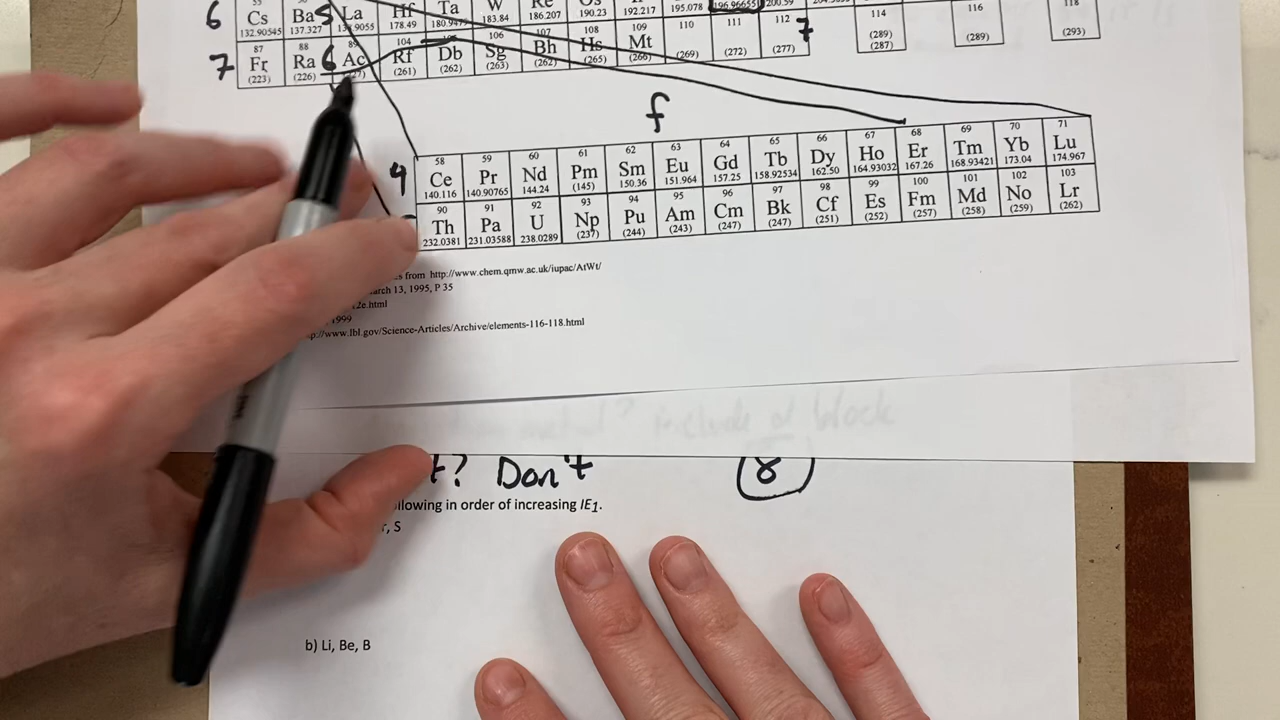 6 Cs Ba 5 La Hf Ta W Re Os Ir
132.90545 137.327 178.49 180.9479 183.84 186.207 190.23 192.217 195.078 196.96655 200.59
87 88 89 104 105 106 107 108 109 110 111 112 7 114 116 118
7 Fr Ra 6 Ac Rf Db Sg Bh Hs Mt
(223) (226) (261) (262) (263) (262) (265) (266) (269) (272) (277) (289) (287) (289) (293)
f
58 59 60 61 62 63 64 65 66 67 68 69 70 71
4 Ce Pr Nd Pm Sm Eu Gd Tb Dy Ho Er Tm Yb Lu
140.116 140.90765 144.24 (145) 150.36 151.964 157.25 158.92534 162.50 164.93032 167.26 168.93421 173.04 174.967
90 91 92 93 94 95 96 97 98 99 100 101 102 103
Th Pa U Np Pu Am Cm Bk Cf Es Fm Md No Lr
232.0381 231.03588 238.0289 (237) (244) (243) (247) (247) (251) (252) (257) (258) (259) (262)
from http://www.chem.qmw.ac.uk/iupac/AtWt/
arch 13, 1995, P 35
2e.html
1999
p://www.lbl.gov/Science-Articles/Archive/elements-116-118.html
t? Don't 8
llowing in order of increasing IE1.
, S
b) Li, Be, B